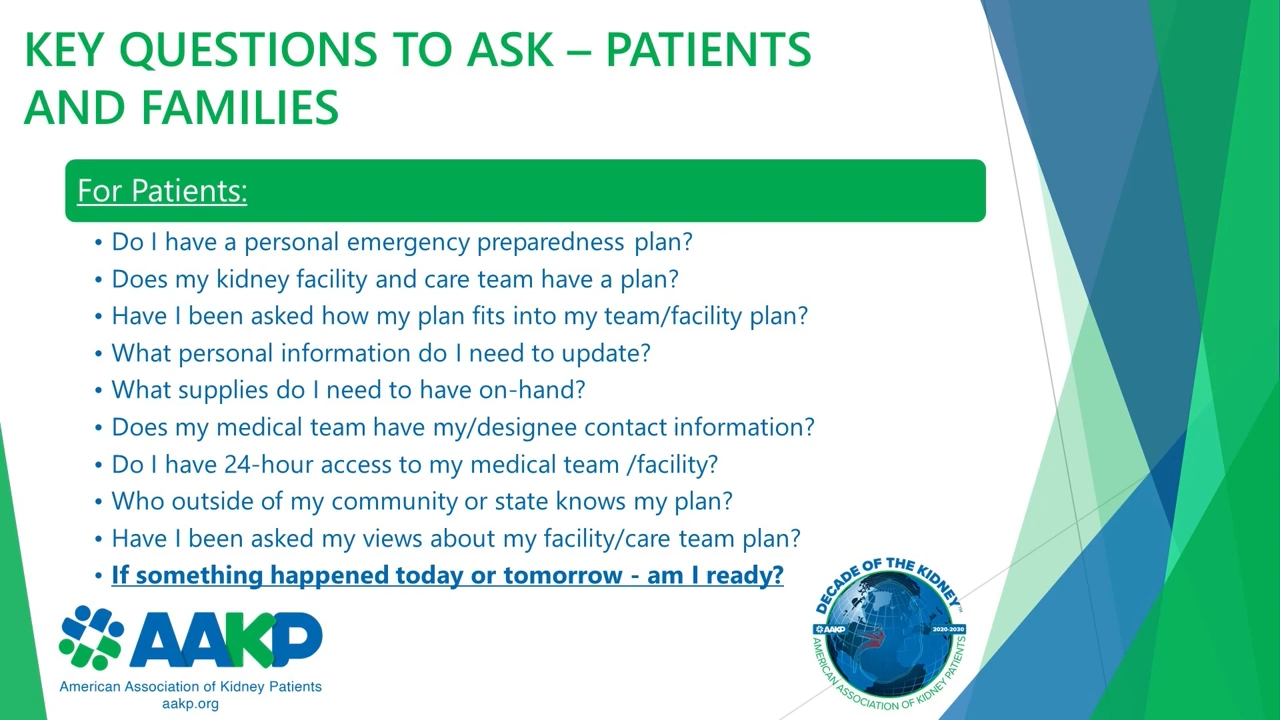 KEY QUESTIONS TO ASK – PATIENTS
AND FAMILIES
For Patients:
• Do I have a personal emergency preparedness plan?
• Does my kidney facility and care team have a plan?
• Have I been asked how my plan fits into my team/facility plan?
• What personal information do I need to update?
• What supplies do I need to have on-hand?
• Does my medical team have my/designee contact information?
• Do I have 24-hour access to my medical team /facility?
• Who outside of my community or state knows my plan?
• Have I been asked my views about my facility/care team plan?
• If something happened today or tomorrow - am I ready?
AAKP
American Association of Kidney Patients
aakp.org
DECADE OF THE KIDNEY™
AAKP
2020-2030
AMERICAN ASSOCIATION OF KIDNEY PATIENTS